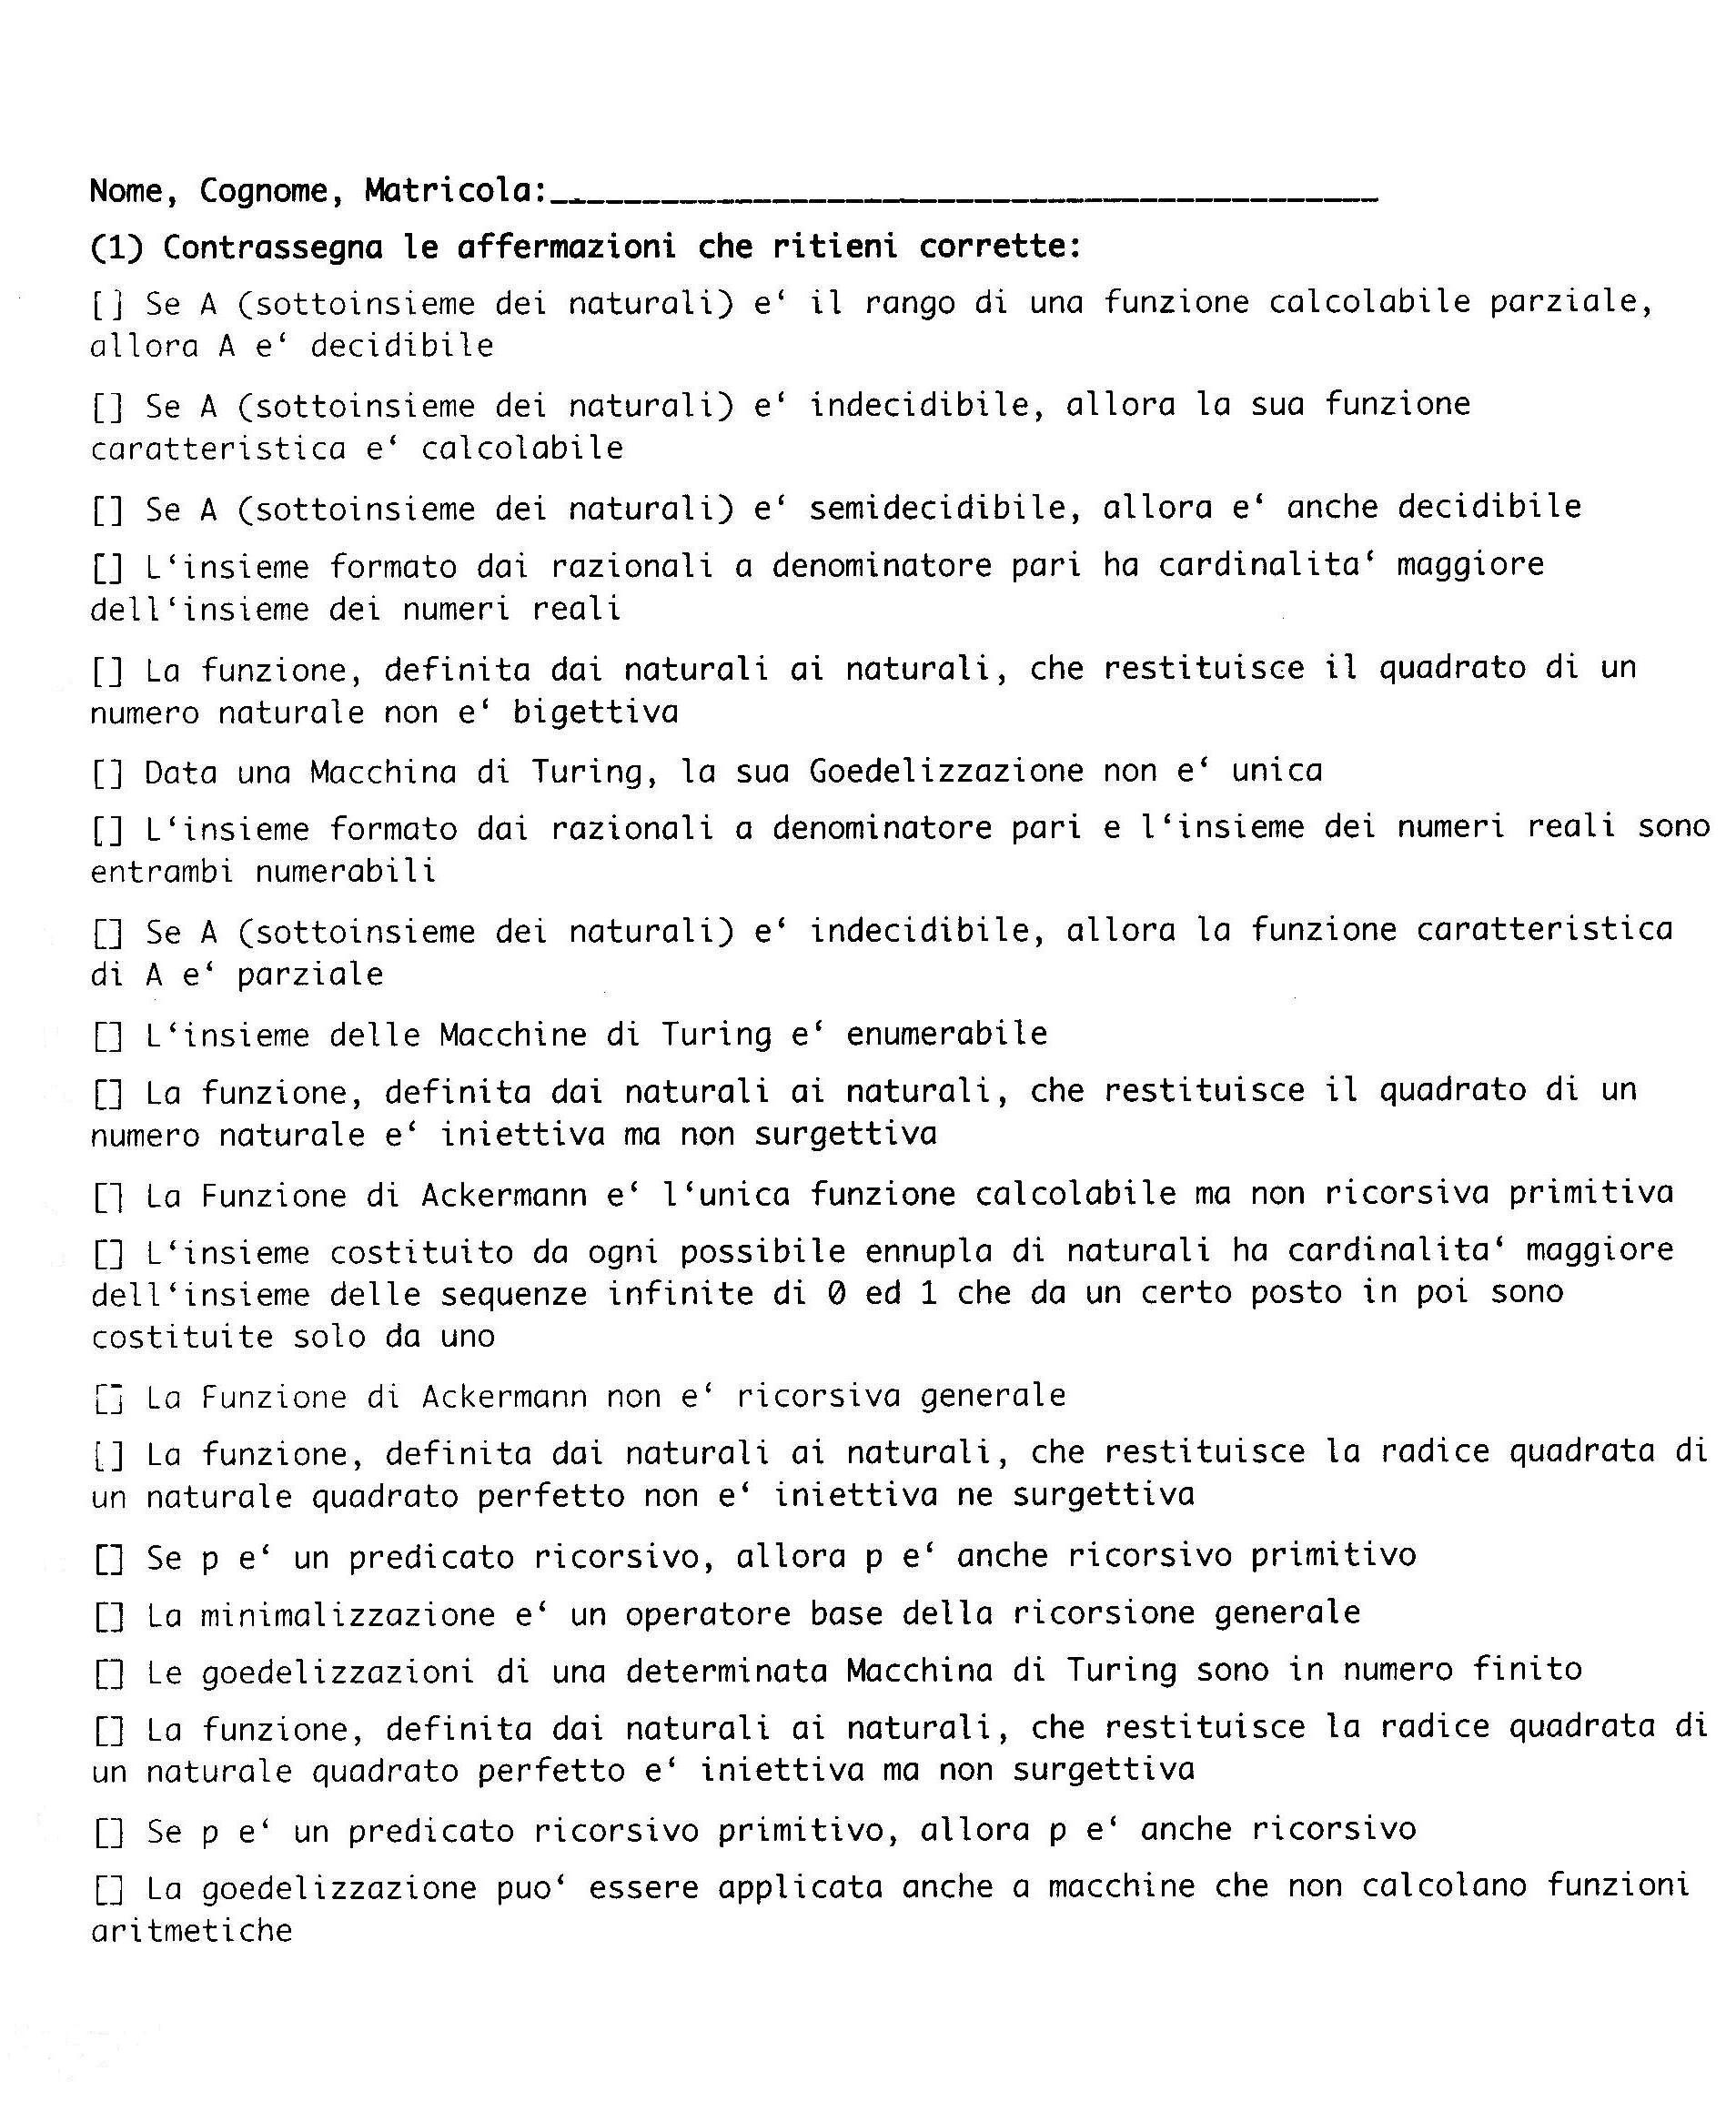 Nome, Cognome, Matricola:_____________________________________________
(1) Contrassegna le affermazioni che ritieni corrette:
[] Se A (sottoinsieme dei naturali) e‘ il rango di una funzione calcolabile parziale,
allora A e‘ decidibile
[] Se A (sottoinsieme dei naturali) e‘ indecidibile, allora la sua funzione
caratteristica e‘ calcolabile
[] Se A (sottoinsieme dei naturali) e‘ semidecidibile, allora e‘ anche decidibile
[] L‘insieme formato dai razionali a denominatore pari ha cardinalita‘ maggiore
dell‘insieme dei numeri reali
[] La funzione, definita dai naturali ai naturali, che restituisce il quadrato di un
numero naturale non e‘ bigettiva
[] Data una Macchina di Turing, la sua Goedelizzazione non e‘ unica
[] L‘insieme formato dai razionali a denominatore pari e l‘insieme dei numeri reali sono
entrambi numerabili
[] Se A (sottoinsieme dei naturali) e‘ indecidibile, allora la funzione caratteristica
di A e‘ parziale
[] L‘insieme delle Macchine di Turing e‘ enumerabile
[] La funzione, definita dai naturali ai naturali, che restituisce il quadrato di un
numero naturale e‘ iniettiva ma non surgettiva
[] La Funzione di Ackermann e‘ l‘unica funzione calcolabile ma non ricorsiva primitiva
[] L‘insieme costituito da ogni possibile ennupla di naturali ha cardinalita‘ maggiore
dell‘insieme delle sequenze infinite di 0 ed 1 che da un certo posto in poi sono
costituite solo da uno
[] La Funzione di Ackermann non e‘ ricorsiva generale
[] La funzione, definita dai naturali ai naturali, che restituisce la radice quadrata di
un naturale quadrato perfetto non e‘ iniettiva ne surgettiva
[] Se p e‘ un predicato ricorsivo, allora p e‘ anche ricorsivo primitivo
[] La minimalizzazione e‘ un operatore base della ricorsione generale
[] Le goedelizzazioni di una determinata Macchina di Turing sono in numero finito
[] La funzione, definita dai naturali ai naturali, che restituisce la radice quadrata di
un naturale quadrato perfetto e‘ iniettiva ma non surgettiva
[] Se p e‘ un predicato ricorsivo primitivo, allora p e‘ anche ricorsivo
[] La goedelizzazione puo‘ essere applicata anche a macchine che non calcolano funzioni
aritmetiche